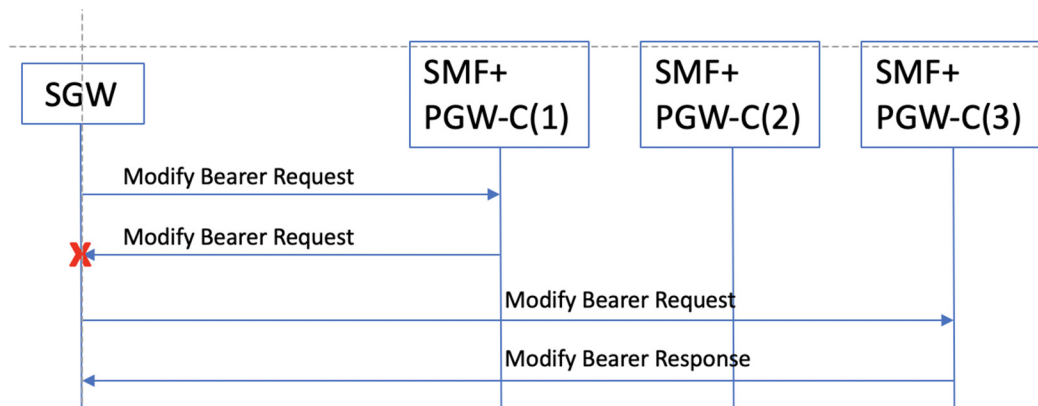 SGW
SMF+
PGW-C(1)
SMF+
PGW-C(2)
SMF+
PGW-C(3)
Modify Bearer Request
Modify Bearer Request
X
Modify Bearer Request
Modify Bearer Response